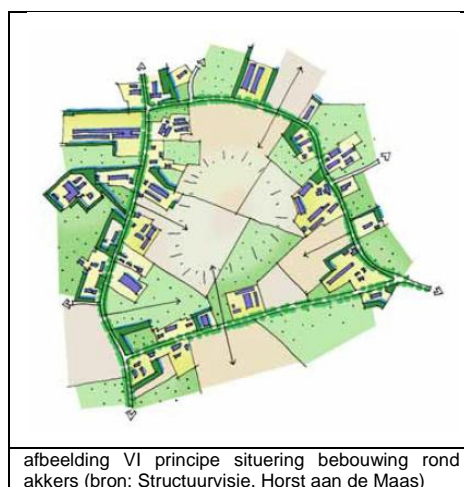 afbeelding VI principe situering bebouwing rond
akkers (bron: Structuurvisie, Horst aan de Maas)